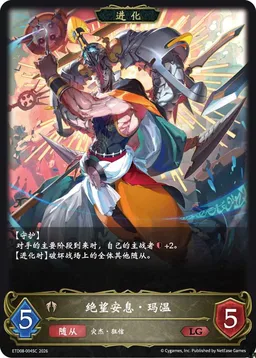 进化
【守护】
对手的主要阶段到来时，自己的主战者+2。
【进化时】破坏战场上的全体其他随从。
绝望安息·玛温
5
随从
灾杰·狂信
LG
5
ETD08-004SC 2026
© Cygames, Inc. Published by NetEase Games